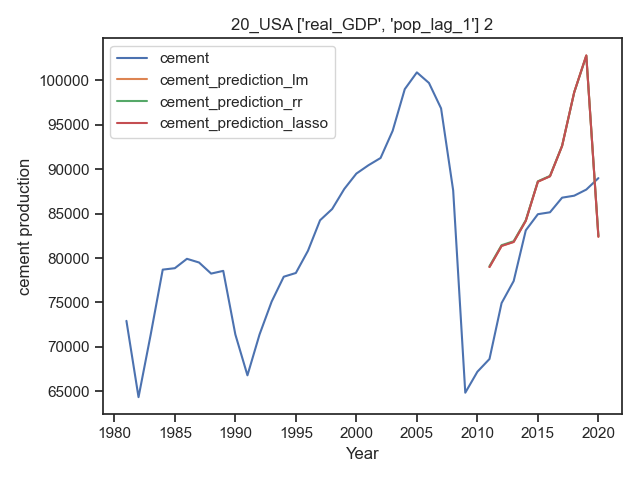 20_USA ['real_GDP', 'pop_lag_1'] 2
cement
cement_prediction_lm
cement_prediction_rr
cement_prediction_lasso
100000
95000
90000
85000
80000
75000
70000
65000
cement production
1980 1985 1990 1995 2000 2005 2010 2015 2020
Year